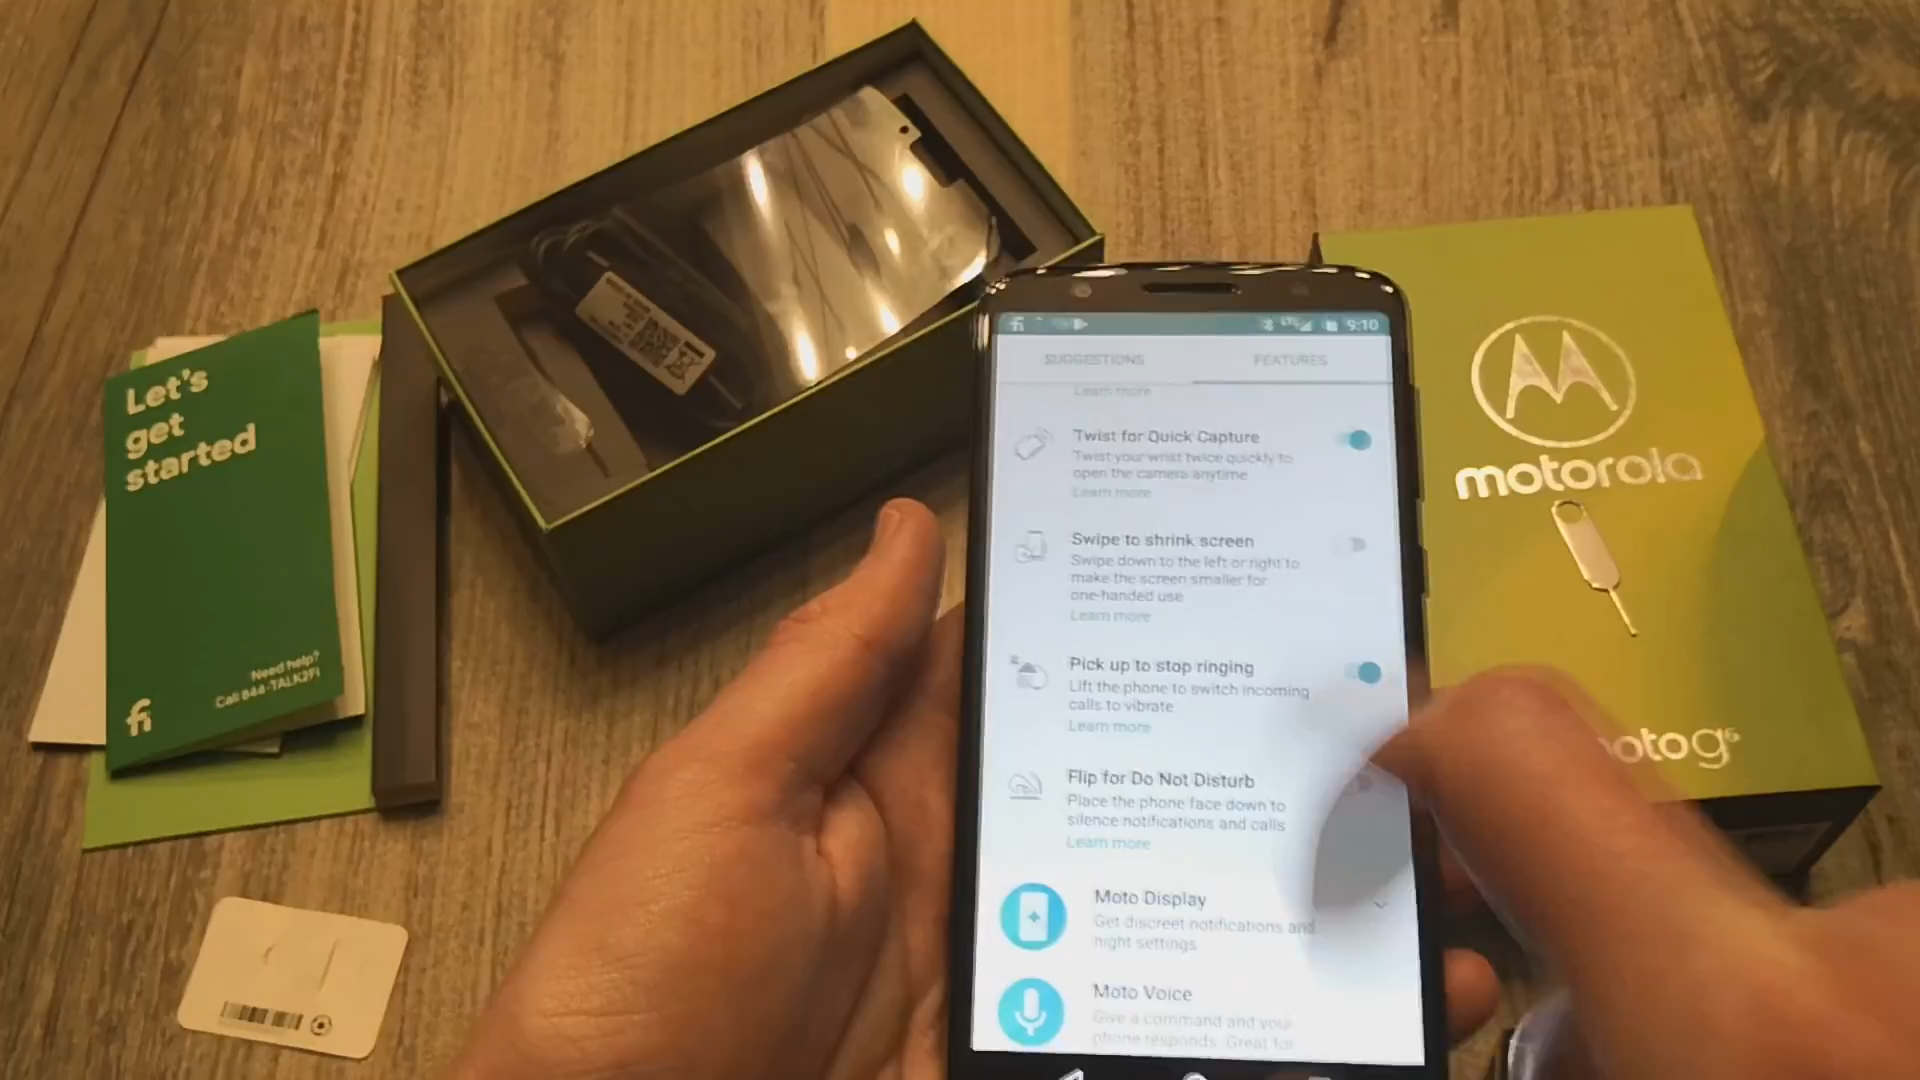 Let's
get
started
Need help?
Call 844-TALK2FI
fi
9:10
SUGGESTIONS
FEATURES
Learn more
Twist for Quick Capture
Twist your wrist twice quickly to
open the camera anytime
Learn more
Swipe to shrink screen
Swipe down to the left or right to
make the screen smaller for
one-handed use
Learn more
Pick up to stop ringing
Lift the phone to switch incoming
calls to vibrate
Learn more
Flip for Do Not Disturb
Place the phone face down to
silence notifications and calls
Learn more
Moto Display
Get discreet notifications and
night settings
Moto Voice
Give a command and your
phone responds. Great for
motorola
moto g6